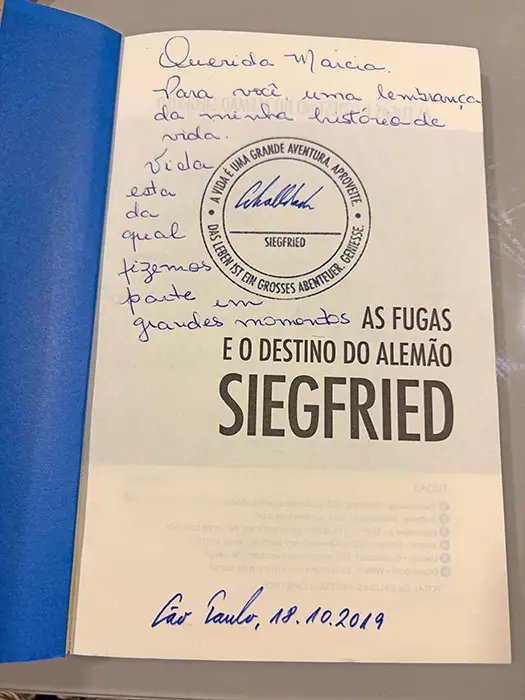 Querida Márcia.
Para você, uma lembrança
da minha história de
vida.
Vida
esta
da
qual
fizemos
parte em
grandes momentos
• A VIDA É UMA GRANDE AVENTURA. APROVEITE. •
DAS LEBEN IST EIN GROSSES ABENTEUER. GENIESSE.
SIEGFRIED
AS FUGAS
E O DESTINO DO ALEMÃO
SIEGFRIED
São Paulo, 18.10.2019